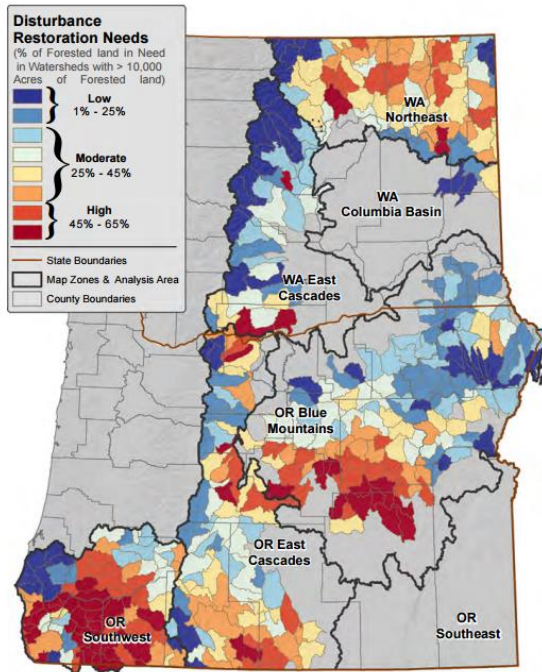 Disturbance
Restoration Needs
(% of Forested land in Need
in Watersheds with > 10,000
Acres of Forested land)
Low
1% - 25%
Moderate
25% - 45%
High
45% - 65%
State Boundaries
Map Zones & Analysis Area
County Boundaries
WA
Northeast
WA
Columbia Basin
WA East
Cascades
OR Blue
Mountains
OR East
Cascades
OR
Southwest
OR
Southeast